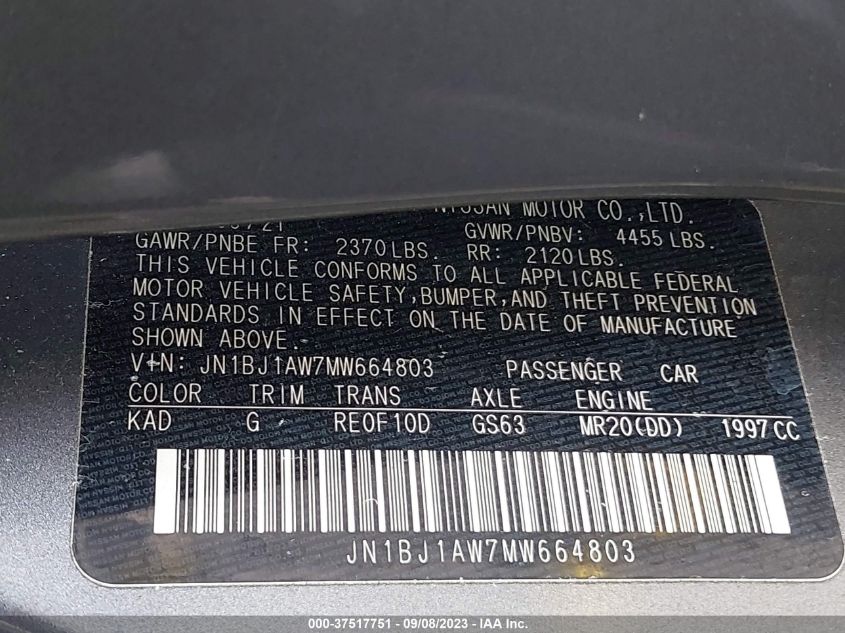 /21 NISSAN MOTOR CO.,LTD.
GAWR/PNBE FR: 2370LBS. GVWR/PNBV: 4455 LBS.
RR: 2120LBS.
THIS VEHICLE CONFORMS TO ALL APPLICABLE FEDERAL
MOTOR VEHICLE SAFETY,BUMPER,AND THEFT PREVENTION
STANDARDS IN EFFECT ON THE DATE OF MANUFACTURE
SHOWN ABOVE.
VIN: JN1BJ1AW7MW664803 PASSENGER CAR
COLOR TRIM TRANS AXLE ENGINE
KAD G RE0F10D GS63 MR20(DD) 1997CC
JN1BJ1AW7MW664803
000-37517751 - 09/08/2023 - IAA Inc.